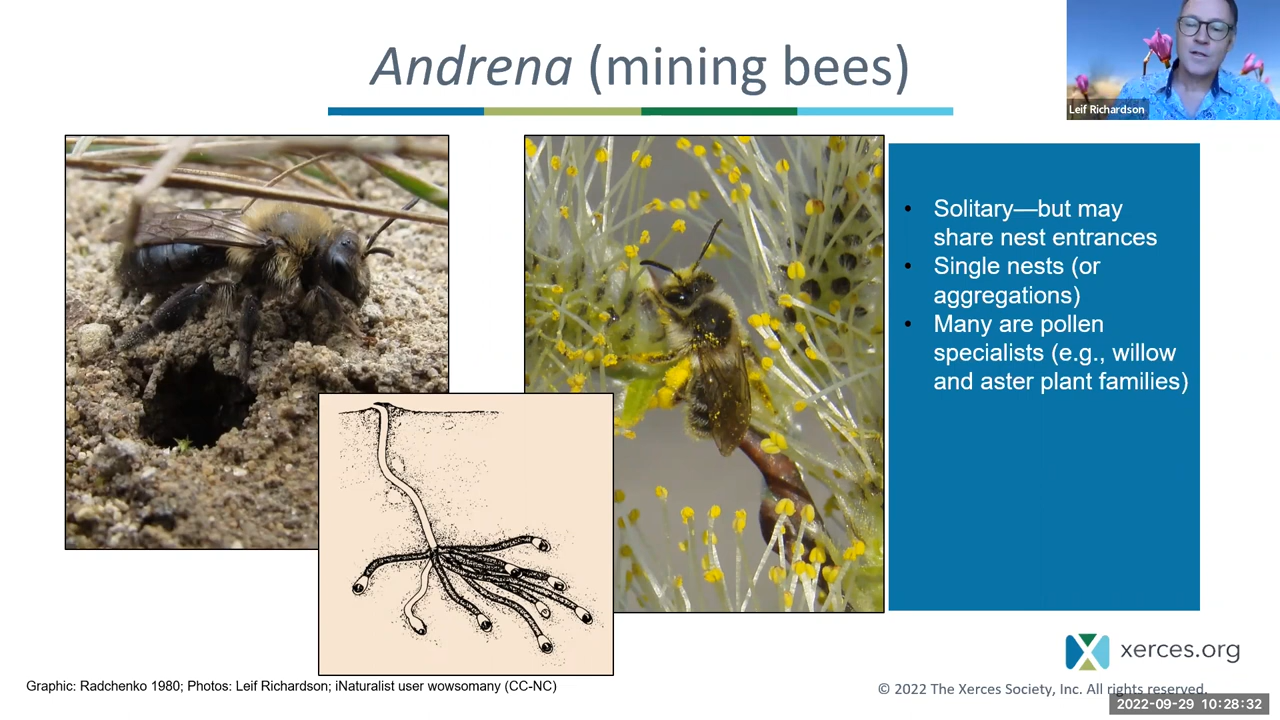 Andrena (mining bees)
Leif Richardson
• Solitary—but may
share nest entrances
• Single nests (or
aggregations)
• Many are pollen
specialists (e.g., willow
and aster plant families)
xerces.org
Graphic: Radchenko 1980; Photos: Leif Richardson; iNaturalist user wowsomany (CC-NC)
© 2022 The Xerces Society, Inc. All rights reserved.
2022-09-29 10:28:32